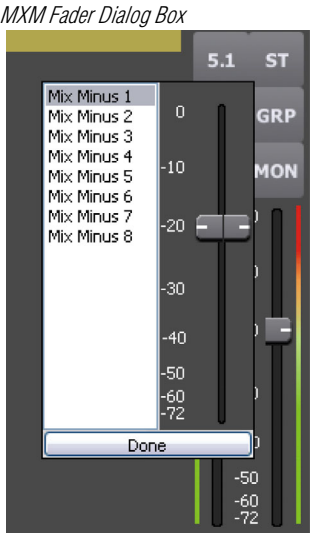 MXM Fader Dialog Box
5.1 ST
GRP
MON
Mix Minus 1
Mix Minus 2
Mix Minus 3
Mix Minus 4
Mix Minus 5
Mix Minus 6
Mix Minus 7
Mix Minus 8
0
-10
-20
-30
-40
-50
-60
-72
Done
-50
-60
-72